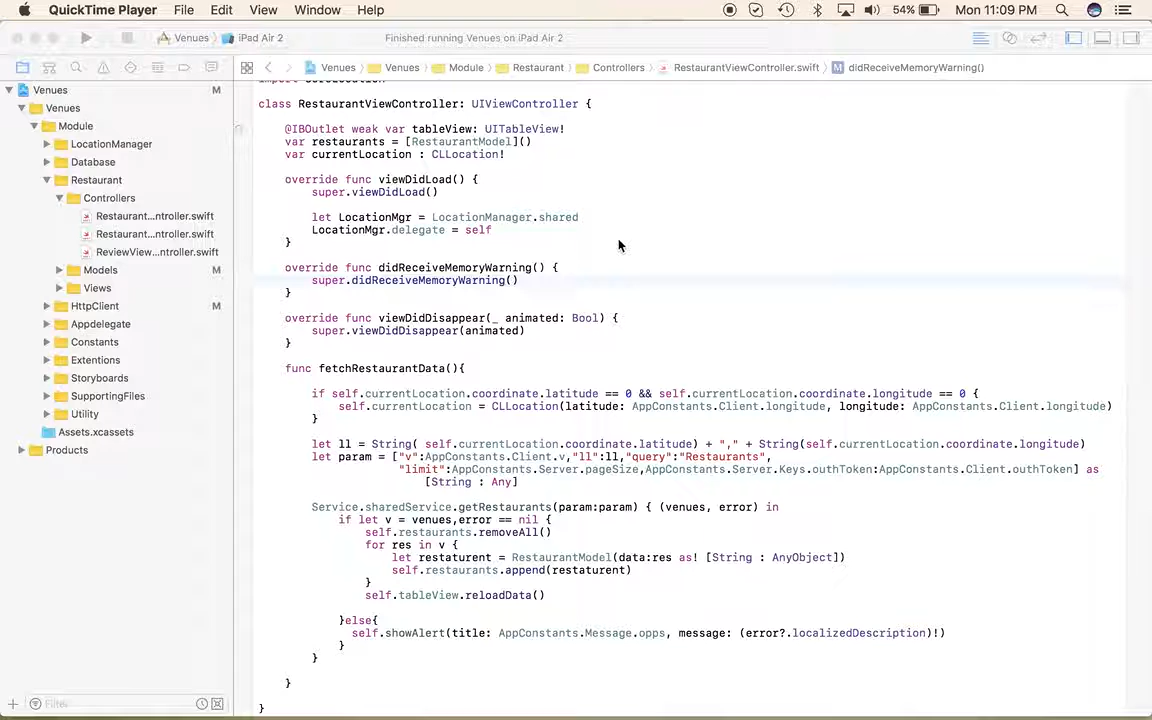 QuickTime Player File Edit View Window Help 54% Mon 11:09 PM
Venues iPad Air 2 Finished running Venues on iPad Air 2
Venues Venues Module Restaurant Controllers RestaurantViewController.swift M didReceiveMemoryWarning()
Venues M
Venues
Module
LocationManager
Database
Restaurant
Controllers
Restaurant...ntroller.swift
Restaurant...ntroller.swift
ReviewView...ntroller.swift
Models M
Views
HttpClient M
Appdelegate
Constants
Extentions
Storyboards
SupportingFiles
Utility
Assets.xcassets
Products
Filter
class RestaurantViewController: UIViewController {
@IBOutlet weak var tableView: UITableView!
var restaurants = [RestaurantModel]()
var currentLocation : CLLocation!
override func viewDidLoad() {
super.viewDidLoad()
let LocationMgr = LocationManager.shared
LocationMgr.delegate = self
}
override func didReceiveMemoryWarning() {
super.didReceiveMemoryWarning()
}
override func viewDidDisappear(_ animated: Bool) {
super.viewDidDisappear(animated)
}
func fetchRestaurantData(){
if self.currentLocation.coordinate.latitude == 0 && self.currentLocation.coordinate.longitude == 0 {
self.currentLocation = CLLocation(latitude: AppConstants.Client.longitude, longitude: AppConstants.Client.longitude)
}
let ll = String( self.currentLocation.coordinate.latitude) + "," + String(self.currentLocation.coordinate.longitude)
let param = ["v":AppConstants.Client.v,"ll":ll,"query":"Restaurants",
"limit":AppConstants.Server.pageSize,AppConstants.Server.Keys.outhToken:AppConstants.Client.outhToken] as
[String : Any]
Service.sharedService.getRestaurants(param:param) { (venues, error) in
if let v = venues,error == nil {
self.restaurants.removeAll()
for res in v {
let restaturent = RestaurantModel(data:res as! [String : AnyObject])
self.restaurants.append(restaturent)
}
self.tableView.reloadData()
}else{
self.showAlert(title: AppConstants.Message.opps, message: (error?.localizedDescription)!)
}
}
}
}